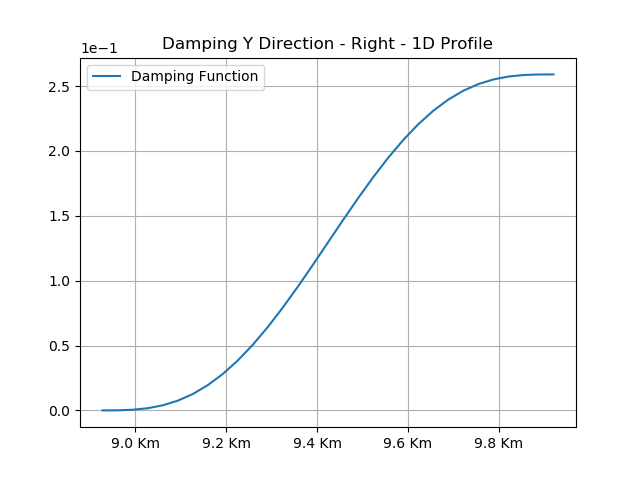 Damping Y Direction - Right - 1D Profile
1e−1
Damping Function
2.5
2.0
1.5
1.0
0.5
0.0
9.0 Km 9.2 Km 9.4 Km 9.6 Km 9.8 Km